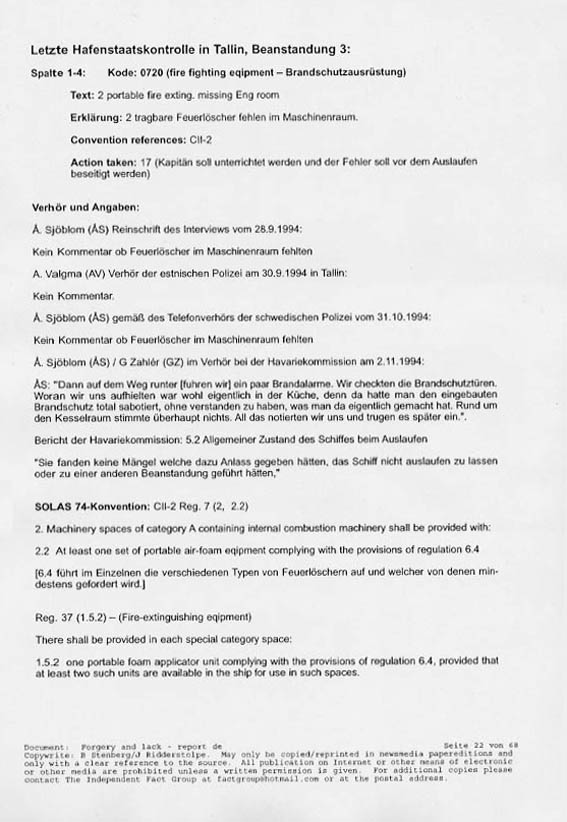 Letzte Hafenstaatskontrolle in Tallin, Beanstandung 3:
Spalte 1-4: Kode: 0720 (fire fighting eqipment – Brandschutzausrüstung)
Text: 2 portable fire exting. missing Eng room
Erklärung: 2 tragbare Feuerlöscher fehlen im Maschinenraum.
Convention references: CII-2
Action taken: 17 (Kapitän soll unterrichtet werden und der Fehler soll vor dem Auslaufen
beseitigt werden)
Verhör und Angaben:
Å. Sjöblom (ÅS) Reinschrift des Interviews vom 28.9.1994:
Kein Kommentar ob Feuerlöscher im Maschinenraum fehlten
A. Valgma (AV) Verhör der estnischen Polizei am 30.9.1994 in Tallin:
Kein Kommentar.
Å. Sjöblom (ÅS) gemäß des Telefonverhörs der schwedischen Polizei vom 31.10.1994:
Kein Kommentar ob Feuerlöscher im Maschinenraum fehlten
Å. Sjöblom (ÅS) / G Zahlér (GZ) im Verhör bei der Havariekommission am 2.11.1994:
ÅS: "Dann auf dem Weg runter [fuhren wir] ein paar Brandalarme. Wir checkten die Brandschutztüren.
Woran wir uns aufhielten war wohl eigentlich in der Küche, denn da hatte man den eingebauten
Brandschutz total sabotiert, ohne verstanden zu haben, was man da eigentlich gemacht hat. Rund um
den Kesselraum stimmte überhaupt nichts. All das notierten wir uns und trugen es später ein.".
Bericht der Havariekommission: 5.2 Allgemeiner Zustand des Schiffes beim Auslaufen
"Sie fanden keine Mängel welche dazu Anlass gegeben hätten, das Schiff nicht auslaufen zu lassen
oder zu einer anderen Beanstandung geführt hätten,"
SOLAS 74-Konvention: CII-2 Reg. 7 (2, 2.2)
2. Machinery spaces of category A containing internal combustion machinery shall be provided with:
2.2 At least one set of portable air-foam eqipment complying with the provisions of regulation 6.4
[6.4 führt im Einzelnen die verschiedenen Typen von Feuerlöschern auf und welcher von denen min-
destens gefordert wird.]
Reg. 37 (1.5.2) – (Fire-extinguishing eqipment)
There shall be provided in each special category space:
1.5.2 one portable foam applicator unit complying with the provisions of regulation 6.4, provided that
at least two such units are available in the ship for use in such spaces.
Document: Forgery and lack - report de Seite 22 von 68
Copywrite: B Stenberg/J Ridderstolpe. May only be copied/reprinted in newsmedia papereditions and
only with a clear reference to the source. All publication on Internet or other means of electronic
or other media are prohibited unless a written permission is given. For additional copies please
contact The Independent Fact Group at factgroup@hotmail.com or at the postal address.